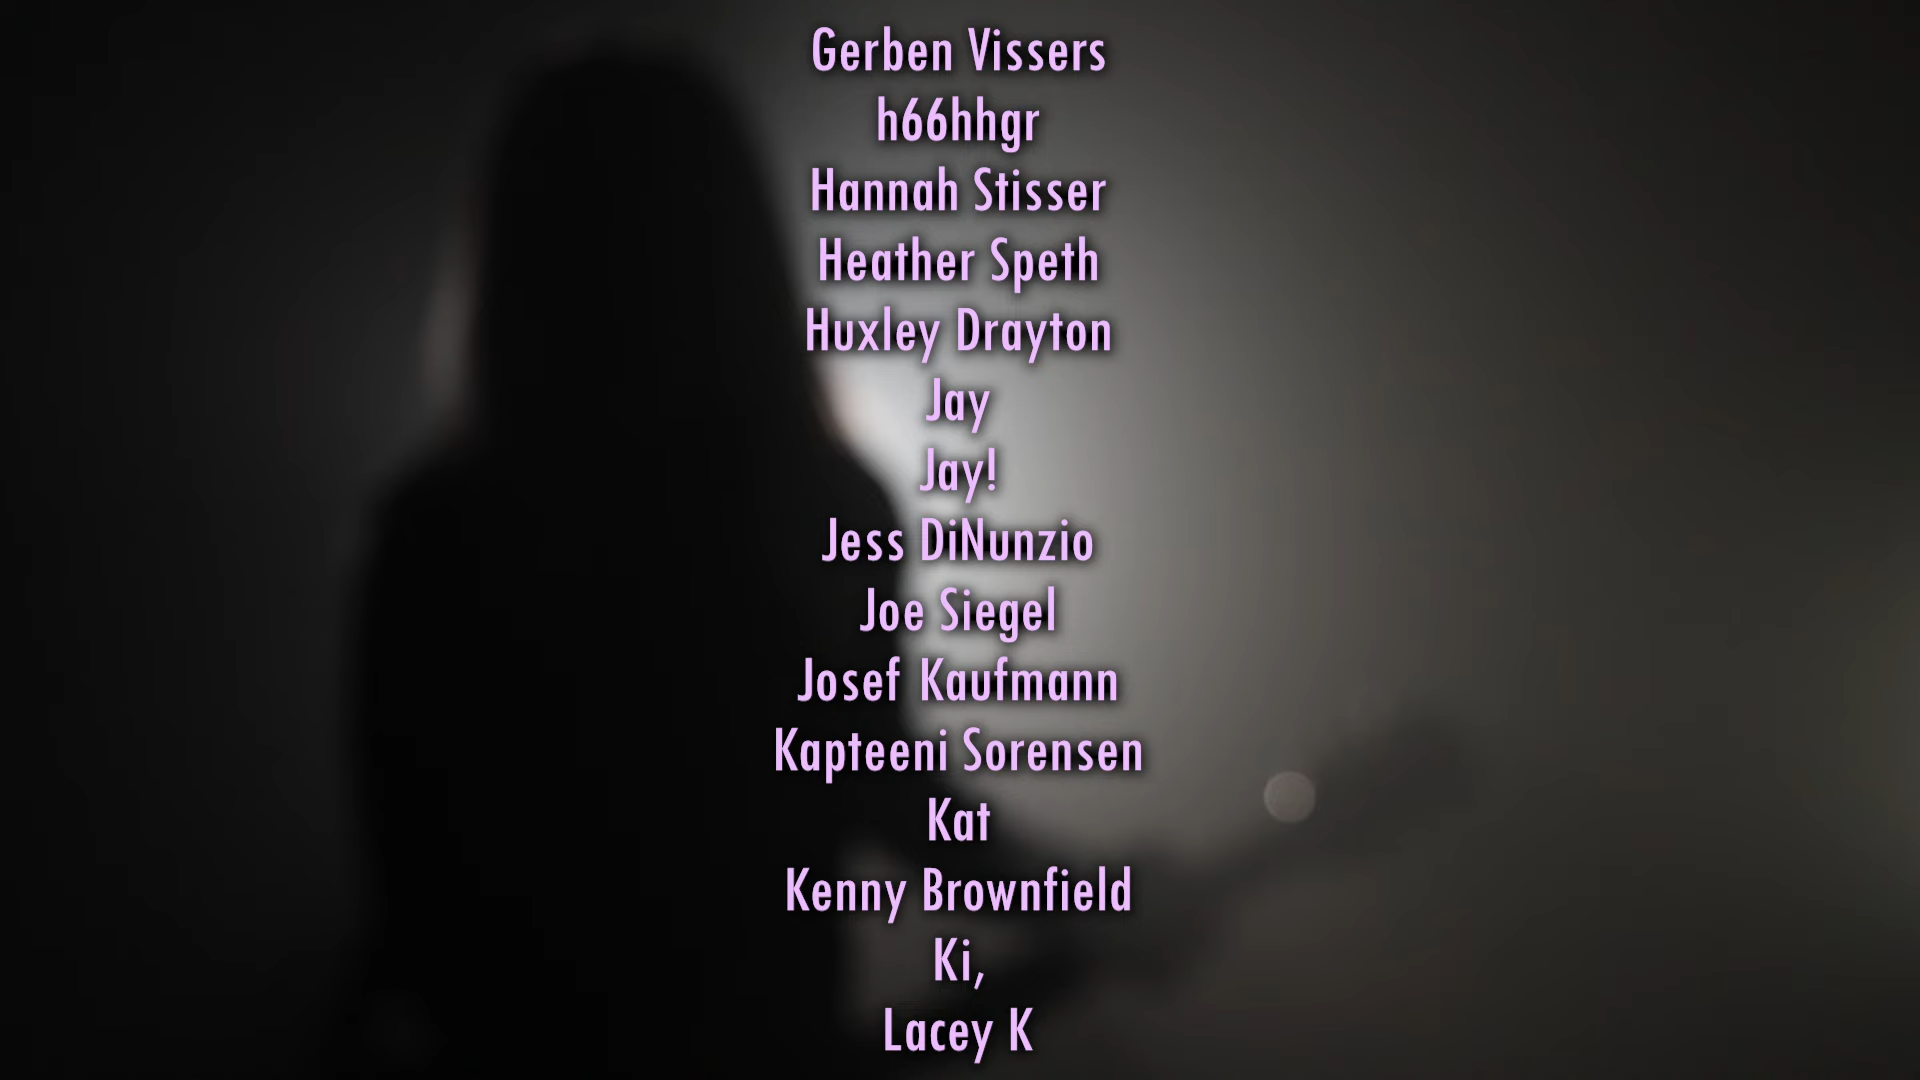 Gerben Vissers
h66hhgr
Hannah Stisser
Heather Speth
Huxley Drayton
Jay
Jay!
Jess DiNunzio
Joe Siegel
Josef Kaufmann
Kapteeni Sorensen
Kat
Kenny Brownfield
Ki,
Lacey K